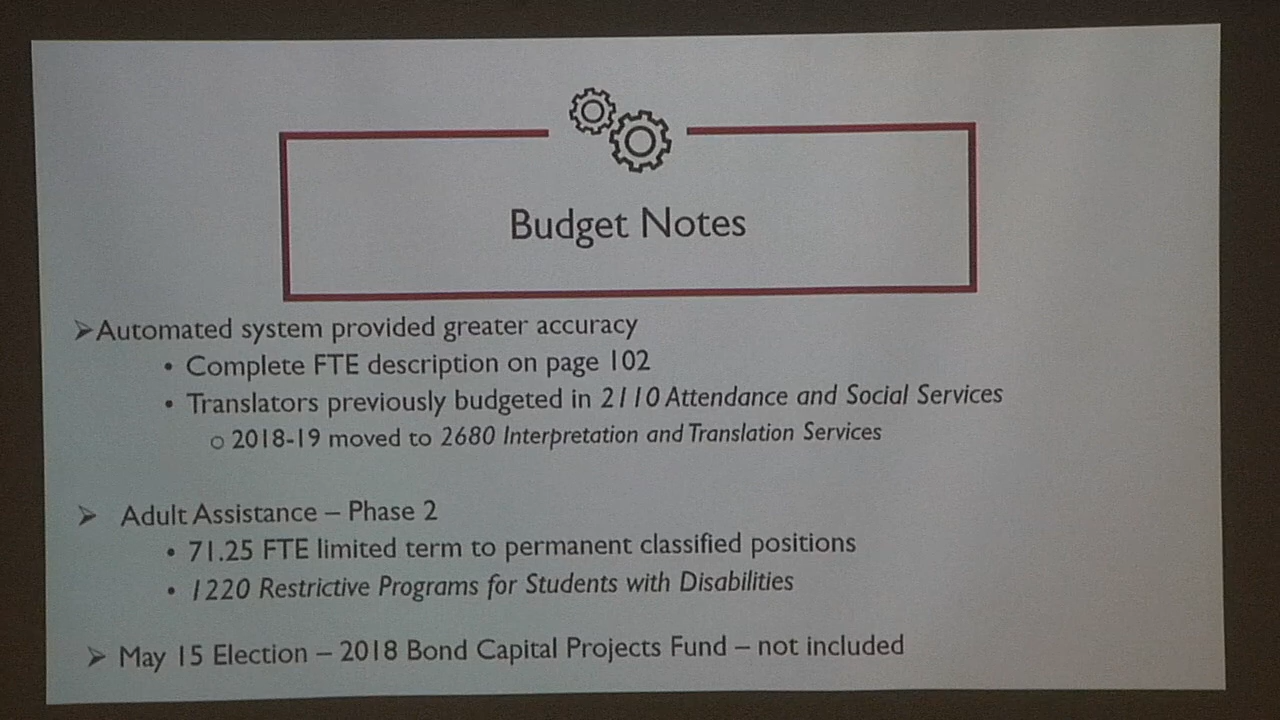 Budget Notes
➢Automated system provided greater accuracy
• Complete FTE description on page 102
• Translators previously budgeted in 2110 Attendance and Social Services
o 2018-19 moved to 2680 Interpretation and Translation Services
➢ Adult Assistance – Phase 2
• 71.25 FTE limited term to permanent classified positions
• 1220 Restrictive Programs for Students with Disabilities
➢ May 15 Election – 2018 Bond Capital Projects Fund – not included